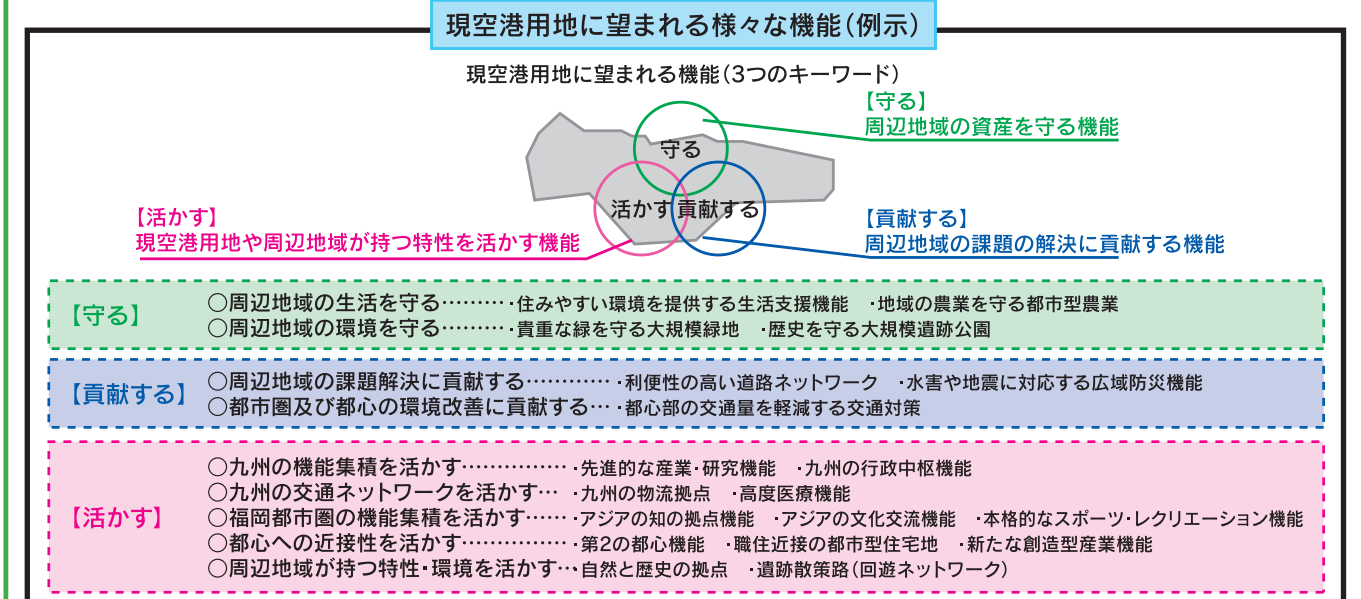 現空港用地に望まれる様々な機能(例示)
現空港用地に望まれる機能(3つのキーワード)
【守る】
周辺地域の資産を守る機能
守る
活かす
貢献する
【活かす】
現空港用地や周辺地域が持つ特性を活かす機能
【貢献する】
周辺地域の課題の解決に貢献する機能
【守る】
○周辺地域の生活を守る………・住みやすい環境を提供する生活支援機能 ・地域の農業を守る都市型農業
○周辺地域の環境を守る………・貴重な緑を守る大規模緑地 ・歴史を守る大規模遺跡公園
【貢献する】
○周辺地域の課題解決に貢献する…………・利便性の高い道路ネットワーク ・水害や地震に対応する広域防災機能
○都市圏及び都心の環境改善に貢献する…・都心部の交通量を軽減する交通対策
【活かす】
○九州の機能集積を活かす……………・先進的な産業・研究機能 ・九州の行政中枢機能
○九州の交通ネットワークを活かす…・九州の物流拠点 ・高度医療機能
○福岡都市圏の機能集積を活かす……・アジアの知の拠点機能 ・アジアの文化交流機能 ・本格的なスポーツ・レクリエーション機能
○都心への近接性を活かす……………・第2の都心機能 ・職住近接の都市型住宅地 ・新たな創造型産業機能
○周辺地域が持つ特性・環境を活かす…・自然と歴史の拠点 ・遺跡散策路(回遊ネットワーク)